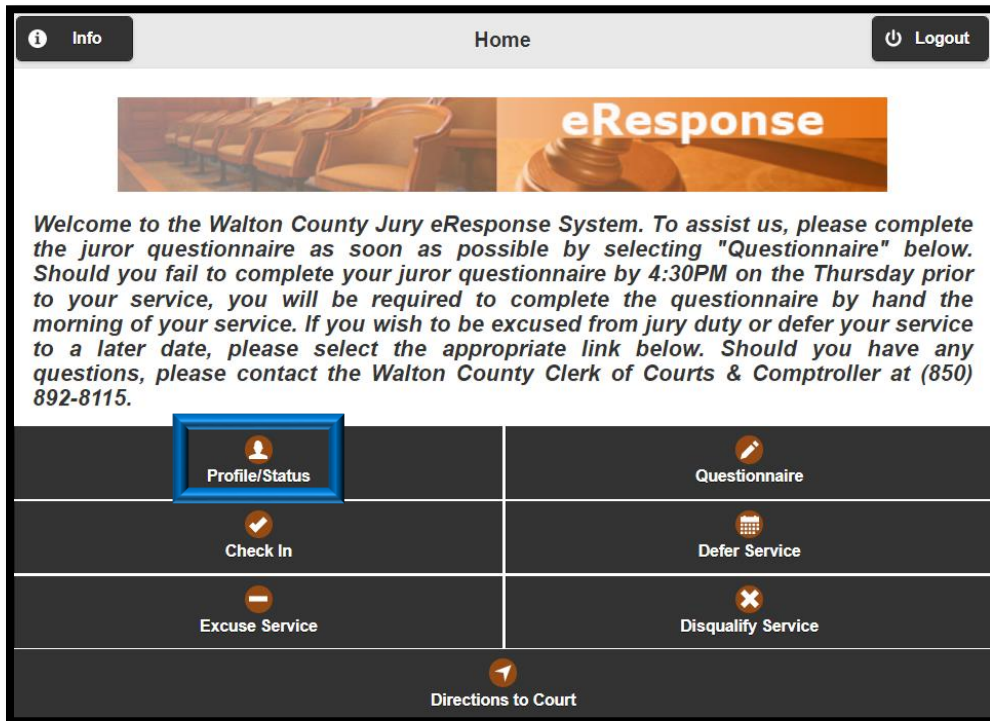 Info Home Logout
eResponse
Welcome to the Walton County Jury eResponse System. To assist us, please complete
the juror questionnaire as soon as possible by selecting "Questionnaire" below.
Should you fail to complete your juror questionnaire by 4:30PM on the Thursday prior
to your service, you will be required to complete the questionnaire by hand the
morning of your service. If you wish to be excused from jury duty or defer your service
to a later date, please select the appropriate link below. Should you have any
questions, please contact the Walton County Clerk of Courts & Comptroller at (850)
892-8115.
Profile/Status Questionnaire
Check In Defer Service
Excuse Service Disqualify Service
Directions to Court